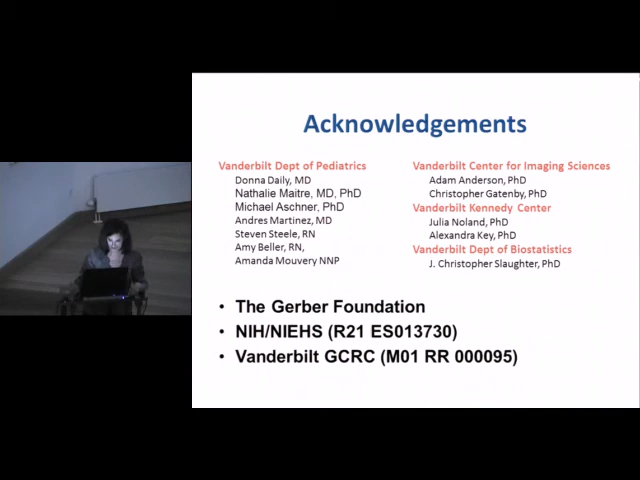 Acknowledgements
Vanderbilt Dept of Pediatrics
Donna Daily, MD
Nathalie Maitre, MD, PhD
Michael Aschner, PhD
Andres Martinez, MD
Steven Steele, RN
Amy Beller, RN,
Amanda Mouvery NNP
Vanderbilt Center for Imaging Sciences
Adam Anderson, PhD
Christopher Gatenby, PhD
Vanderbilt Kennedy Center
Julia Noland, PhD
Alexandra Key, PhD
Vanderbilt Dept of Biostatistics
J. Christopher Slaughter, PhD
• The Gerber Foundation
• NIH/NIEHS (R21 ES013730)
• Vanderbilt GCRC (M01 RR 000095)